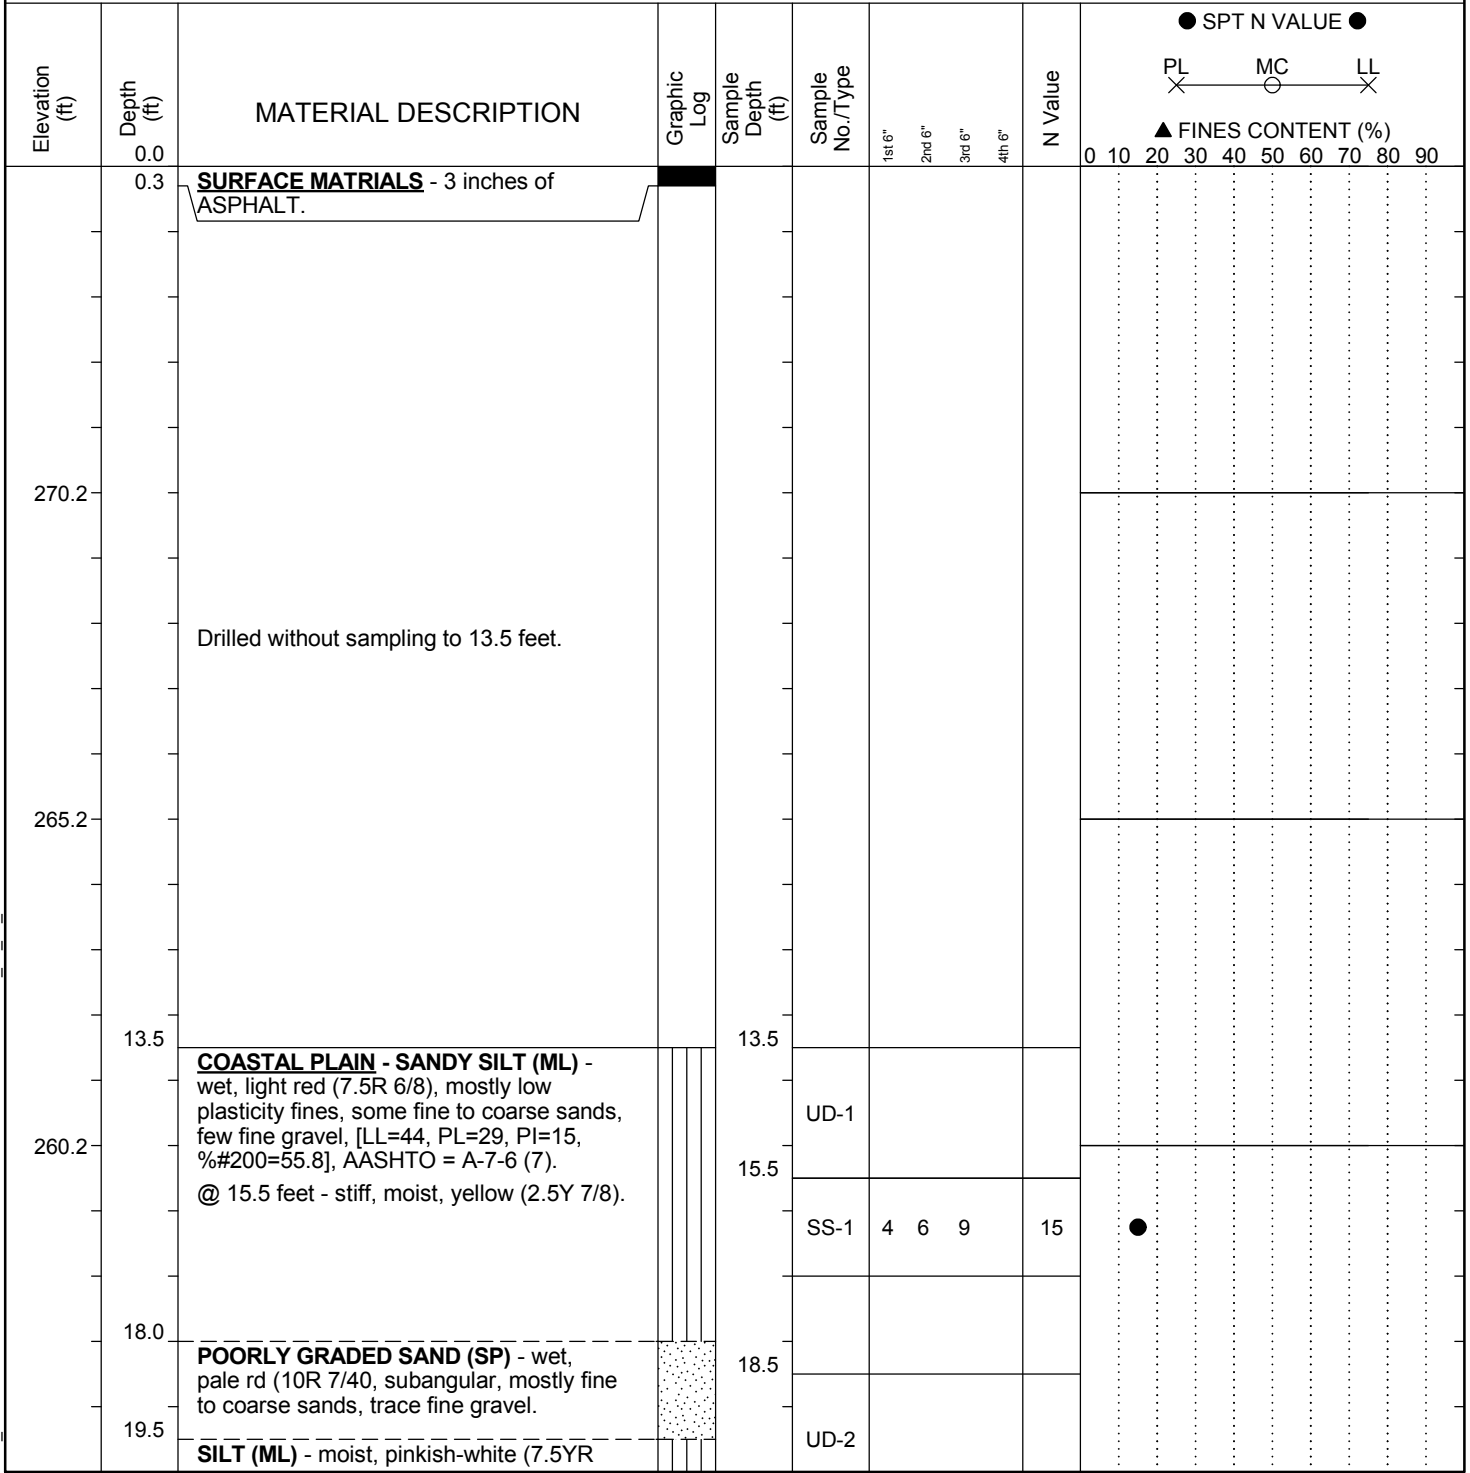 ● SPT N VALUE ●
PL MC LL
▲ FINES CONTENT (%)
0 10 20 30 40 50 60 70 80 90
Elevation
(ft)
Depth
(ft)
0.0
MATERIAL DESCRIPTION
Graphic
Log
Sample
Depth
(ft)
Sample
No./Type
1st 6"
2nd 6"
3rd 6"
4th 6"
N Value
0.3
SURFACE MATRIALS - 3 inches of
ASPHALT.
270.2
Drilled without sampling to 13.5 feet.
265.2
13.5
13.5
COASTAL PLAIN - SANDY SILT (ML) -
wet, light red (7.5R 6/8), mostly low
plasticity fines, some fine to coarse sands,
few fine gravel, [LL=44, PL=29, PI=15,
%#200=55.8], AASHTO = A-7-6 (7).
@ 15.5 feet - stiff, moist, yellow (2.5Y 7/8).
UD-1
260.2
15.5
SS-1 4 6 9 15
18.0
POORLY GRADED SAND (SP) - wet,
pale rd (10R 7/40, subangular, mostly fine
to coarse sands, trace fine gravel.
18.5
19.5
UD-2
SILT (ML) - moist, pinkish-white (7.5YR